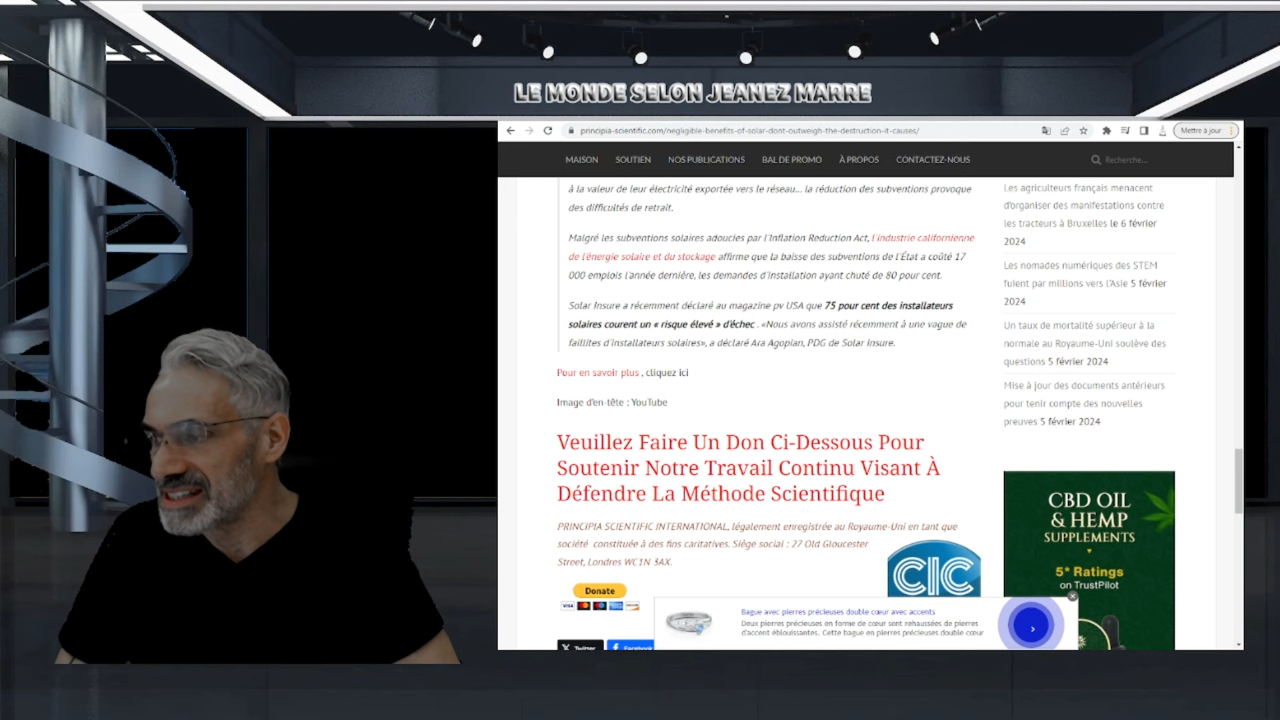 LE MONDE SELON JEANEZ MARRE
principia-scientific.com/negligible-benefits-of-solar-dont-outweigh-the-destruction-it-causes/
Mettre à jour
MAISON SOUTIEN NOS PUBLICATIONS BAL DE PROMO À PROPOS CONTACTEZ-NOUS
Recherche...
à la valeur de leur électricité exportée vers le réseau... la réduction des subventions provoque
des difficultés de retrait.
Malgré les subventions solaires adoucies par l'Inflation Reduction Act, l'industrie californienne
de l'énergie solaire et du stockage affirme que la baisse des subventions de l'État a coûté 17
000 emplois l'année dernière, les demandes d'installation ayant chuté de 80 pour cent.
Solar Insure a récemment déclaré au magazine pv USA que 75 pour cent des installateurs
solaires courent un « risque élevé » d'échec . «Nous avons assisté récemment à une vague de
faillites d'installateurs solaires», a déclaré Ara Agopian, PDG de Solar Insure.
Pour en savoir plus , cliquez ici
Image d'en-tête : YouTube
Veuillez Faire Un Don Ci-Dessous Pour
Soutenir Notre Travail Continu Visant À
Défendre La Méthode Scientifique
PRINCIPIA SCIENTIFIC INTERNATIONAL, légalement enregistrée au Royaume-Uni en tant que
société constituée à des fins caritatives. Siège social : 27 Old Gloucester
Street, Londres WC1N 3AX.
CIC
Donate
VISA
DISCOVER
X Twitter
Facebook
Les agriculteurs français menacent
d'organiser des manifestations contre
les tracteurs à Bruxelles le 6 février
2024
Les nomades numériques des STEM
fuient par millions vers l'Asie 5 février
2024
Un taux de mortalité supérieur à la
normale au Royaume-Uni soulève des
questions 5 février 2024
Mise à jour des documents antérieurs
pour tenir compte des nouvelles
preuves 5 février 2024
CBD OIL
& HEMP
SUPPLEMENTS
5* Ratings
on TrustPilot
Bague avec pierres précieuses double cœur avec accents
Deux pierres précieuses en forme de cœur sont rehaussées de pierres
d'accent éblouissantes. Cette bague en pierres précieuses double cœur